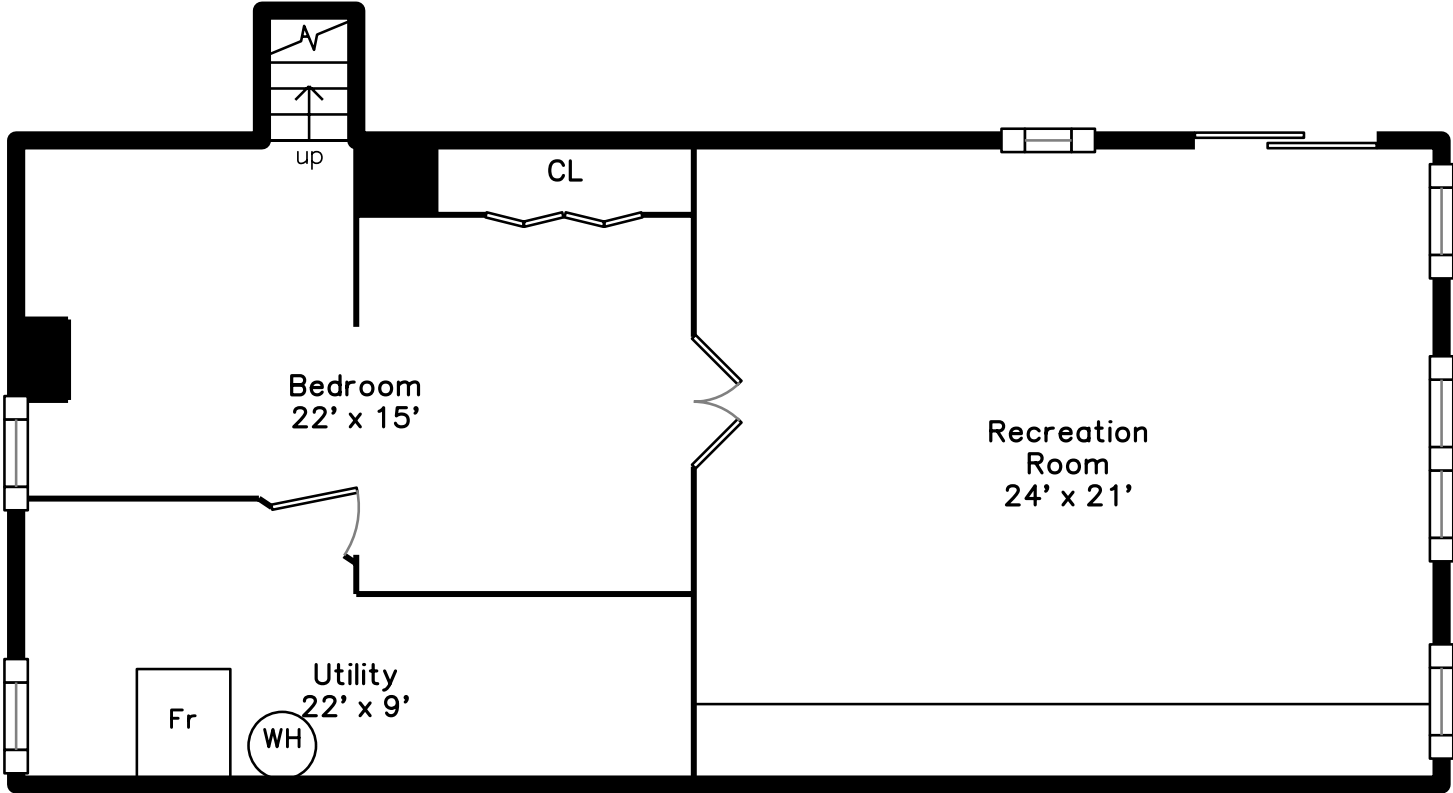 up
CL
Bedroom
22' x 15'
Recreation
Room
24' x 21'
Utility
22' x 9'
Fr
WH